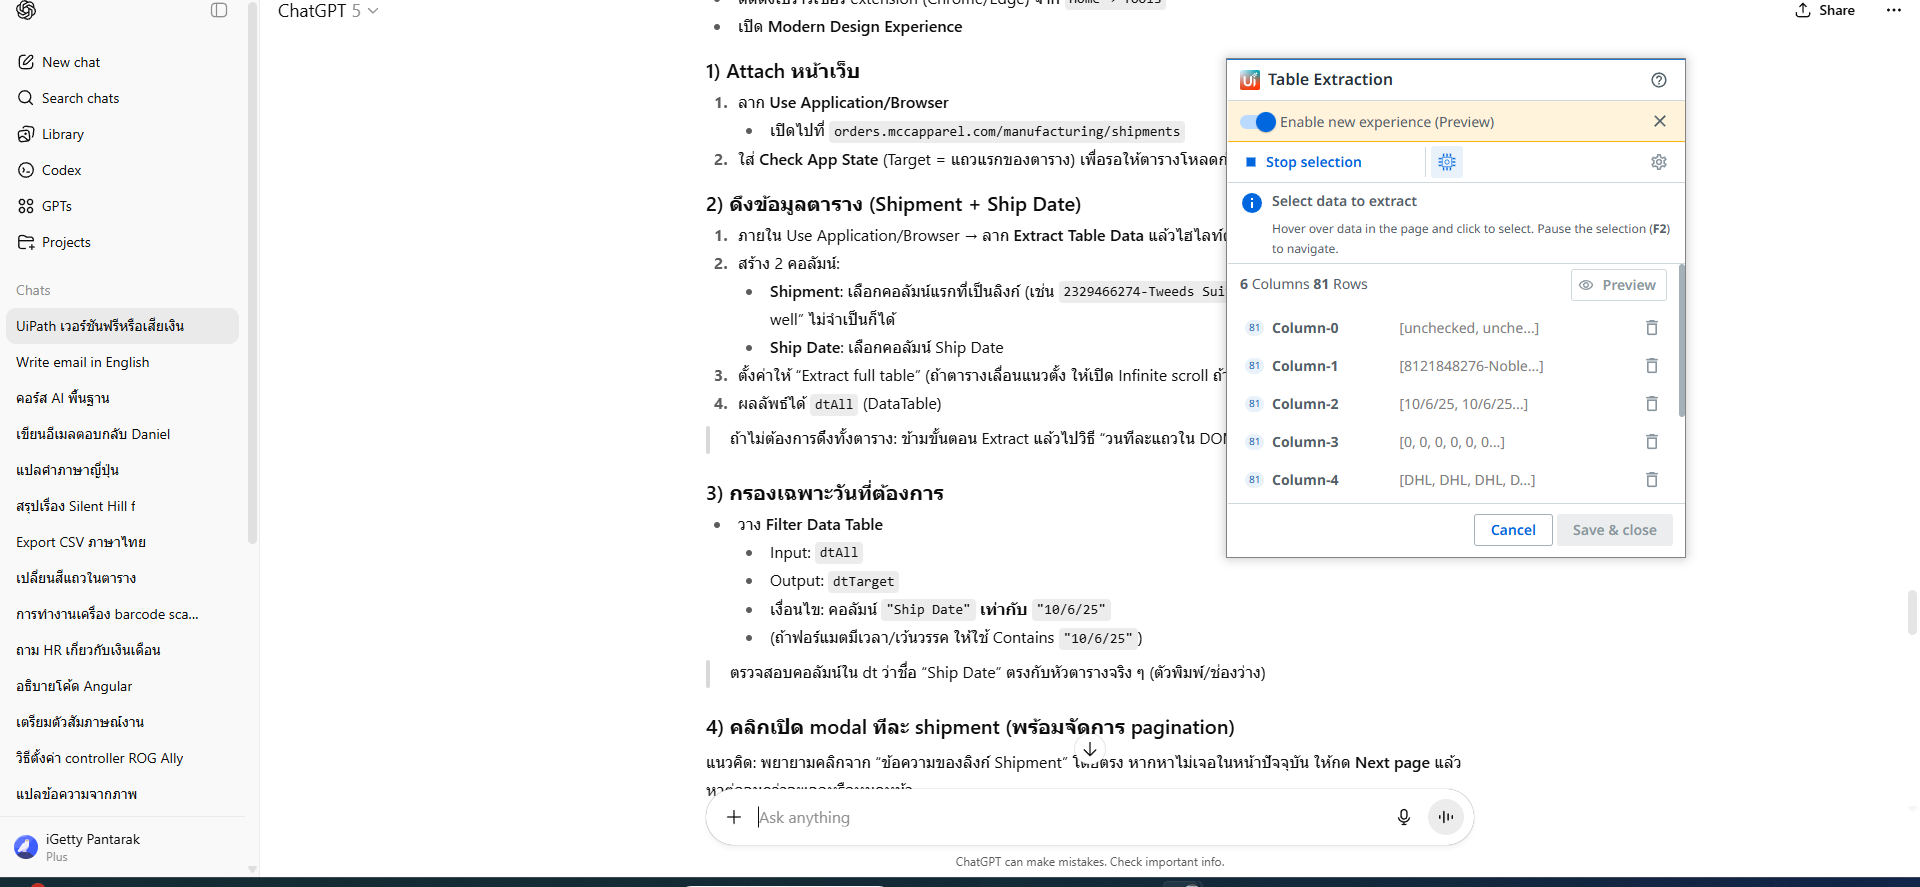 ChatGPT 5
Share
New chat
Search chats
Library
Codex
GPTs
Projects
Chats
UiPath เวอร์ชันฟรีหรือเสียเงิน
Write email in English
คอร์ส AI พื้นฐาน
เขียนอีเมลตอบกลับ Daniel
แปลคำภาษาญี่ปุ่น
สรุปเรื่อง Silent Hill f
Export CSV ภาษาไทย
เปลี่ยนสีแถวในตาราง
การทำงานเครื่อง barcode sca...
ถาม HR เกี่ยวกับเงินเดือน
อธิบายโค้ด Angular
เตรียมตัวสัมภาษณ์งาน
วิธีตั้งค่า controller ROG Ally
แปลข้อความจากภาพ
iGetty Pantarak
Plus
ติดตั้งเบราว์เซอร์ extension (Chrome/Edge) จาก Home → Tools
เปิด Modern Design Experience
1) Attach หน้าเว็บ
1. ลาก Use Application/Browser
เปิดไปที่ orders.mccapparel.com/manufacturing/shipments
2. ใส่ Check App State (Target = แถวแรกของตาราง) เพื่อรอให้ตารางโหลด
2) ดึงข้อมูลตาราง (Shipment + Ship Date)
1. ภายใน Use Application/Browser → ลาก Extract Table Data แล้วไฮไลท์
2. สร้าง 2 คอลัมน์:
Shipment: เลือกคอลัมน์แรกที่เป็นลิงก์ (เช่น 2329466274-Tweeds Sui
well” ไม่จำเป็นก็ได้
Ship Date: เลือกคอลัมน์ Ship Date
3. ตั้งค่าให้ “Extract full table” (ถ้าตารางเลื่อนแนวตั้ง ให้เปิด Infinite scroll ถ้า
4. ผลลัพธ์ได้ dtAll (DataTable)
ถ้าไม่ต้องการดึงทั้งตาราง: ข้ามขั้นตอน Extract แล้วไปวิธี “วนทีละแถวใน DOM
3) กรองเฉพาะวันที่ต้องการ
วาง Filter Data Table
Input: dtAll
Output: dtTarget
เงื่อนไข: คอลัมน์ "Ship Date" เท่ากับ "10/6/25"
(ถ้าฟอร์แมตมีเวลา/เว้นวรรค ให้ใช้ Contains "10/6/25")
ตรวจสอบคอลัมน์ใน dt ว่าชื่อ “Ship Date” ตรงกับหัวตารางจริง ๆ (ตัวพิมพ์/ช่องว่าง)
4) คลิกเปิด modal ทีละ shipment (พร้อมจัดการ pagination)
แนวคิด: พยายามคลิกจาก “ข้อความของลิงก์ Shipment” โดยตรง หากหาไม่เจอในหน้าปัจจุบัน ให้กด Next page แล้ว
Ask anything
ChatGPT can make mistakes. Check important info.
Ui Table Extraction
Enable new experience (Preview)
Stop selection
Select data to extract
Hover over data in the page and click to select. Pause the selection (F2)
to navigate.
6 Columns 81 Rows
Preview
81 Column-0 [unchecked, unche...]
81 Column-1 [8121848276-Noble...]
81 Column-2 [10/6/25, 10/6/25...]
81 Column-3 [0, 0, 0, 0, 0, 0...]
81 Column-4 [DHL, DHL, DHL, D...]
Cancel
Save & close